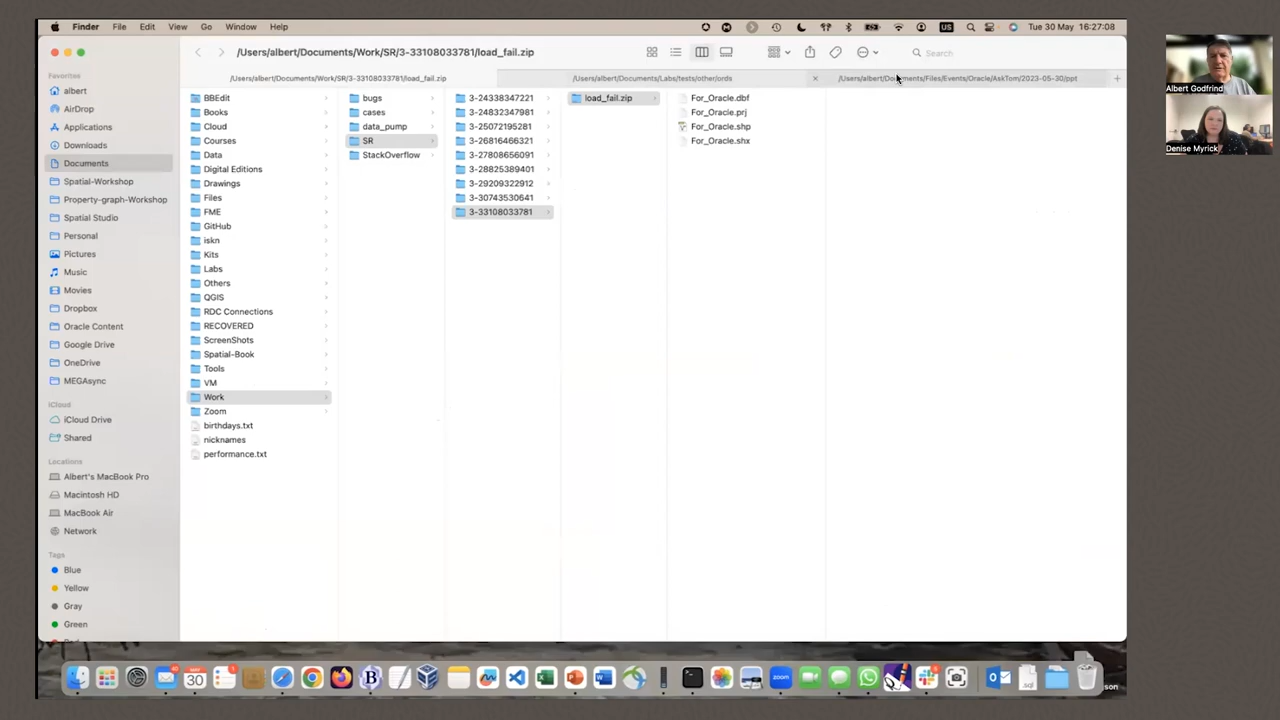 Finder File Edit View Go Window Help
US
Tue 30 May 16:27:08
/Users/albert/Documents/Work/SR/3-33108033781/load_fail.zip
Search
/Users/albert/Documents/Work/SR/3-33108033781/load_fail.zip
/Users/albert/Documents/Labs/tests/other/ords
/Users/albert/Documents/Files/Events/Oracle/AskTom/2023-05-30/ppt
Favorites
albert
AirDrop
Applications
Downloads
Documents
Spatial-Workshop
Property-graph-Workshop
Spatial Studio
Personal
Pictures
Music
Movies
Dropbox
Oracle Content
Google Drive
OneDrive
MEGAsync
iCloud
iCloud Drive
Shared
Locations
Albert's MacBook Pro
Macintosh HD
MacBook Air
Network
Tags
Blue
Yellow
Gray
Green
BBEdit
Books
Cloud
Courses
Data
Digital Editions
Drawings
Files
FME
GitHub
iskn
Kits
Labs
Others
QGIS
RDC Connections
RECOVERED
ScreenShots
Spatial-Book
Tools
VM
Work
Zoom
birthdays.txt
nicknames
performance.txt
bugs
cases
data_pump
SR
StackOverflow
3-24338347221
3-24832347981
3-25072195281
3-26816466321
3-27808656091
3-28825389401
3-29209322912
3-30743530641
3-33108033781
load_fail.zip
For_Oracle.dbf
For_Oracle.prj
For_Oracle.shp
For_Oracle.shx
Albert Godfrind
Denise Myrick
30
zoom
son